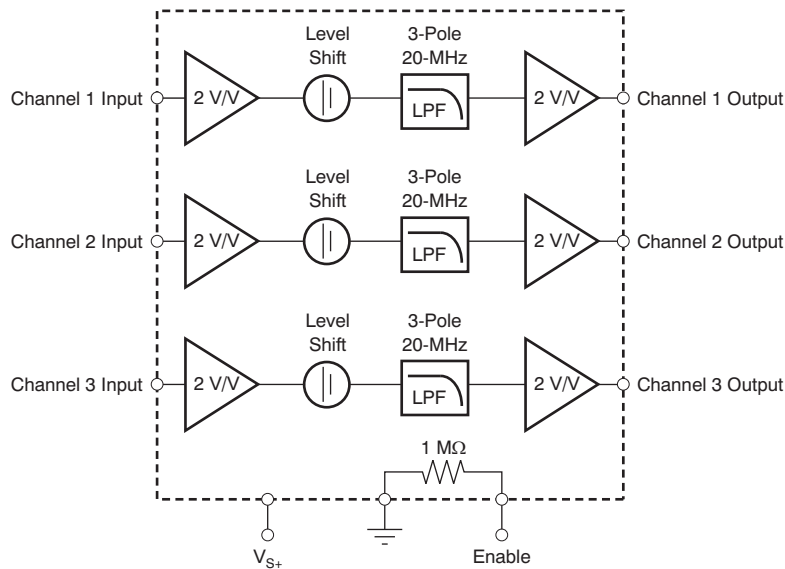 Level
Shift
3-Pole
20-MHz
Channel 1 Input
2 V/V
LPF
2 V/V
Channel 1 Output
Level
Shift
3-Pole
20-MHz
Channel 2 Input
2 V/V
LPF
2 V/V
Channel 2 Output
Level
Shift
3-Pole
20-MHz
Channel 3 Input
2 V/V
LPF
2 V/V
Channel 3 Output
1 MΩ
VS+
Enable